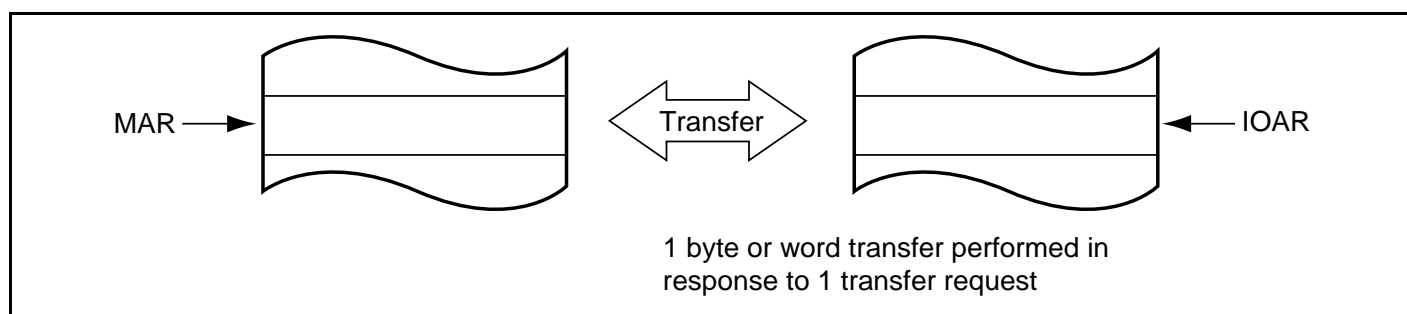 MAR
Transfer
IOAR
1 byte or word transfer performed in
response to 1 transfer request